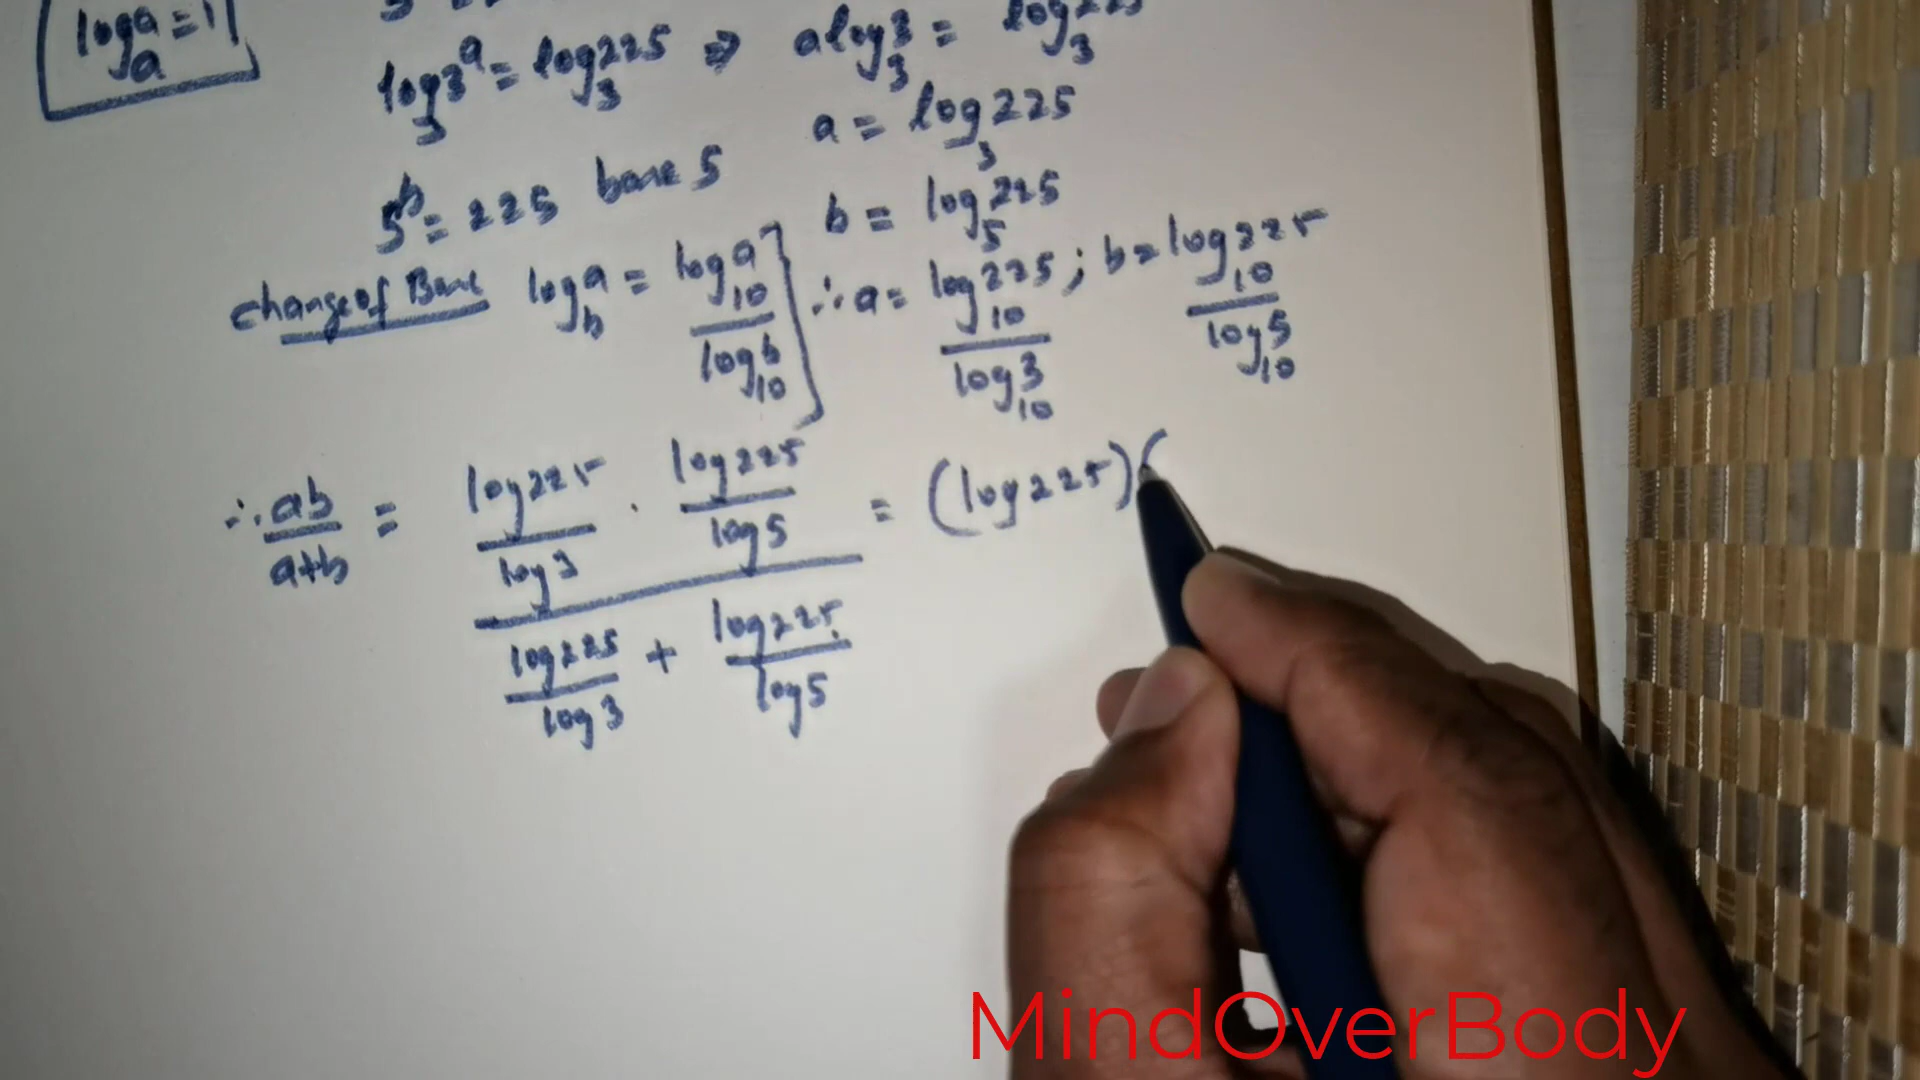 log_a a = 1
log_3 3^a = log_3 225 ⇒ a log_3 3 = log_3 225
a = log_3 225
5^b = 225 base 5
b = log_5 225
change of Base log_b a = log_10 a / log_10 b ] ∴ a = log_10 225 / log_10 3 ; b = log_10 225 / log_10 5
∴ ab / a+b = (log 225 / log 3 · log 225 / log 5) / (log 225 / log 3 + log 225 / log 5) = (log 225) (
MindOverBody